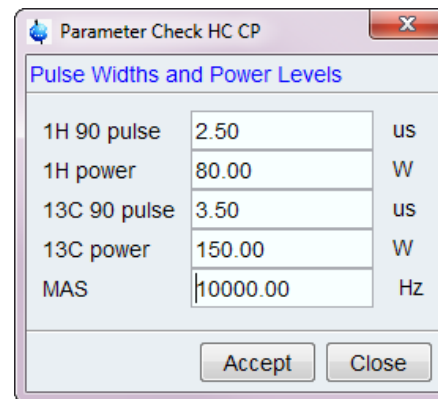 Parameter Check HC CP
Pulse Widths and Power Levels
1H 90 pulse 2.50 us
1H power 80.00 W
13C 90 pulse 3.50 us
13C power 150.00 W
MAS 10000.00 Hz
Accept Close